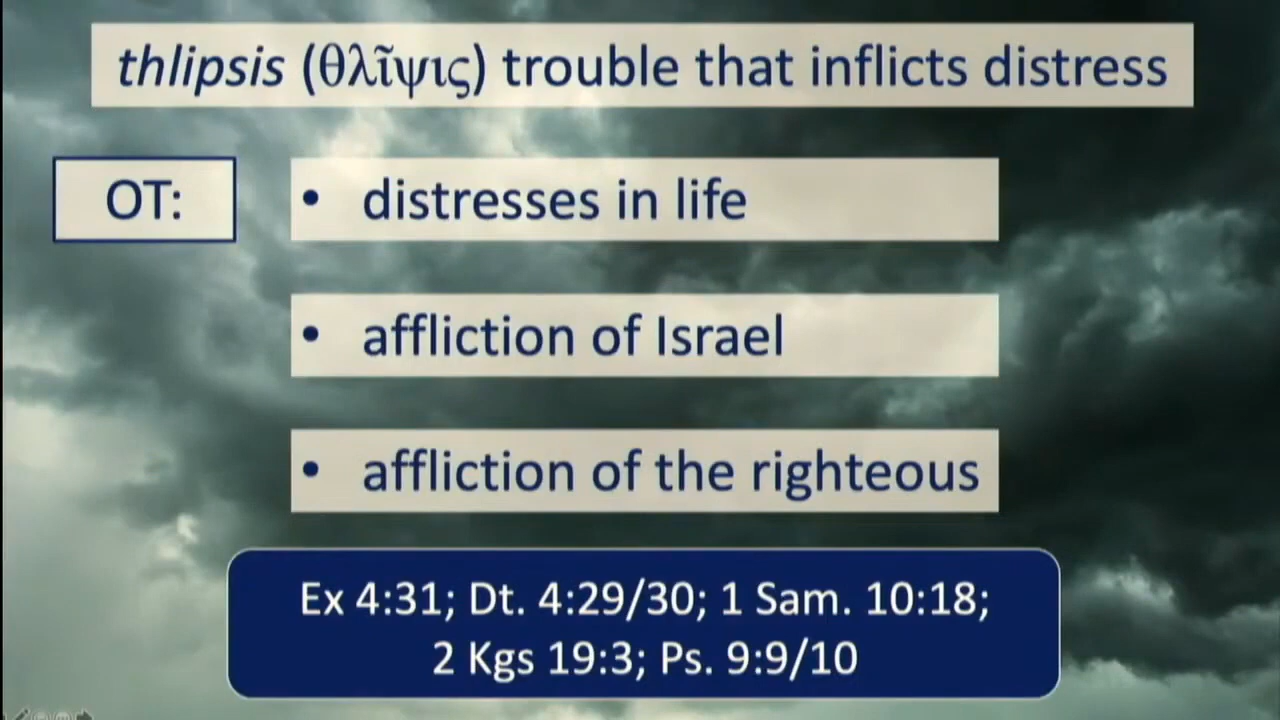 thlipsis (θλῖψις) trouble that inflicts distress
OT:
• distresses in life
• affliction of Israel
• affliction of the righteous
Ex 4:31; Dt. 4:29/30; 1 Sam. 10:18;
2 Kgs 19:3; Ps. 9:9/10